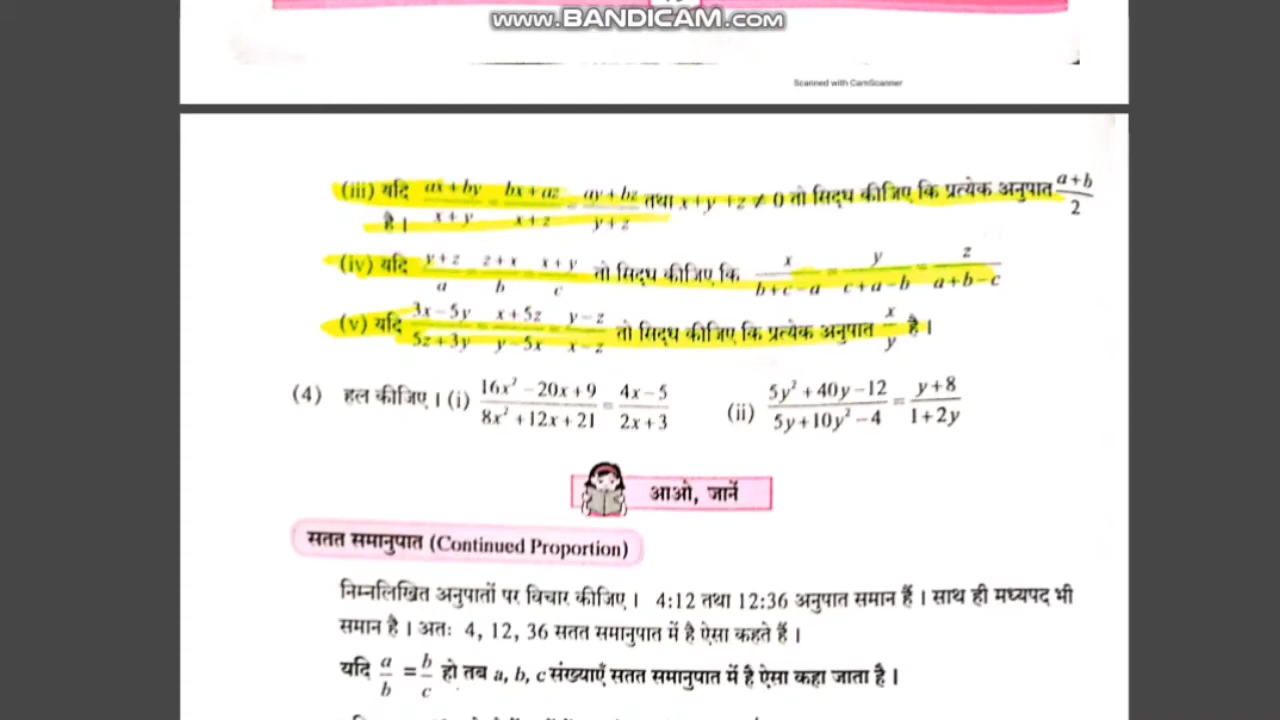 www.BANDICAM.com
Scanned with CamScanner
(iii) यदि (ax + by)/(x + y) = (bx + az)/(x + z) = (ay + bz)/(y + z) तथा x + y + z ≠ 0 तो सिद्ध कीजिए कि प्रत्येक अनुपात (a + b)/2
है ।
(iv) यदि (y + z)/a = (z + x)/b = (x + y)/c तो सिद्ध कीजिए कि x/(b + c – a) = y/(c + a – b) = z/(a + b – c)
(v) यदि (3x – 5y)/(5z + 3y) = (x + 5z)/(y – 5x) = (y – z)/(x – z) तो सिद्ध कीजिए कि प्रत्येक अनुपात x/y है ।
(4) हल कीजिए । (i) (16x² – 20x + 9)/(8x² + 12x + 21) = (4x – 5)/(2x + 3) (ii) (5y² + 40y – 12)/(5y + 10y² – 4) = (y + 8)/(1 + 2y)
आओ, जानें
सतत समानुपात (Continued Proportion)
निम्नलिखित अनुपातों पर विचार कीजिए । 4:12 तथा 12:36 अनुपात समान हैं । साथ ही मध्यपद भी
समान है । अतः 4, 12, 36 सतत समानुपात में है ऐसा कहते हैं ।
यदि a/b = b/c हो तब a, b, c संख्याएँ सतत समानुपात में है ऐसा कहा जाता है ।